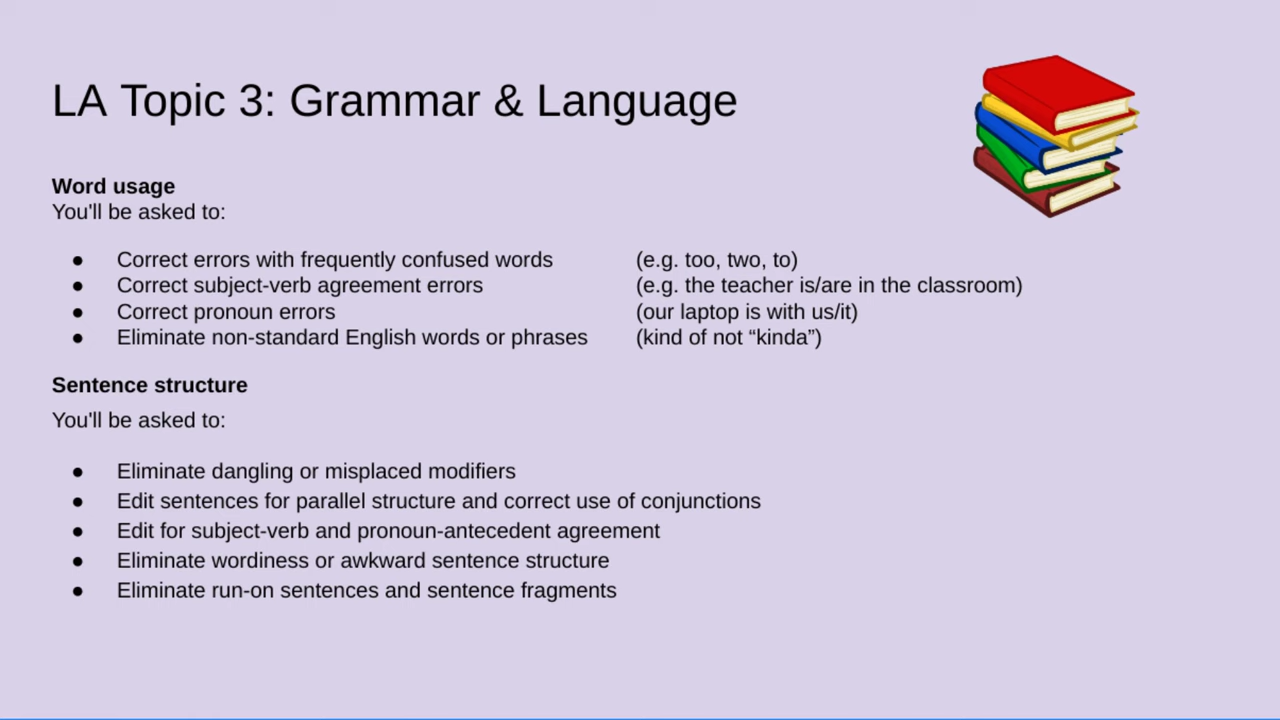 LA Topic 3: Grammar & Language
Word usage
You'll be asked to:
● Correct errors with frequently confused words (e.g. too, two, to)
● Correct subject-verb agreement errors (e.g. the teacher is/are in the classroom)
● Correct pronoun errors (our laptop is with us/it)
● Eliminate non-standard English words or phrases (kind of not “kinda”)
Sentence structure
You'll be asked to:
● Eliminate dangling or misplaced modifiers
● Edit sentences for parallel structure and correct use of conjunctions
● Edit for subject-verb and pronoun-antecedent agreement
● Eliminate wordiness or awkward sentence structure
● Eliminate run-on sentences and sentence fragments